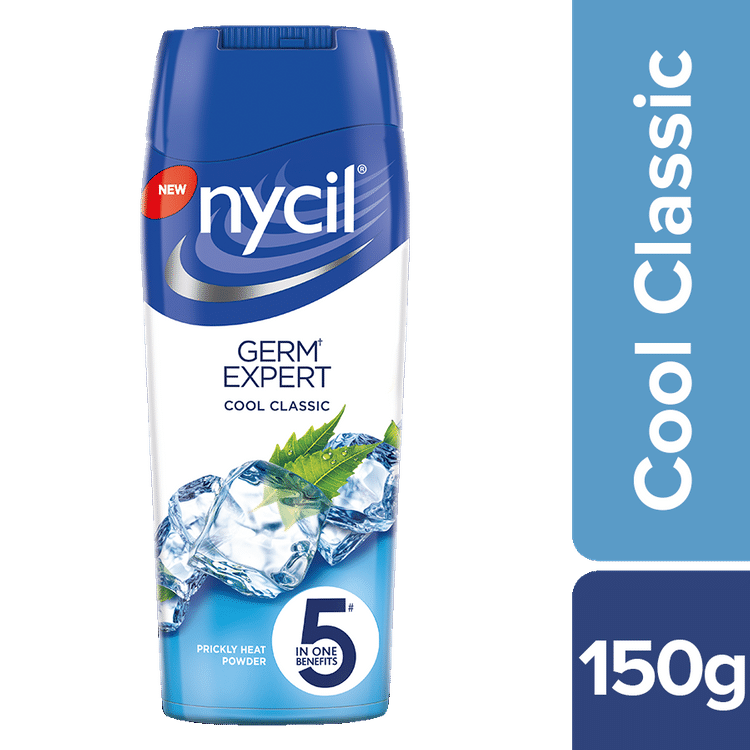 NEW
nycil®
GERM†
EXPERT
COOL CLASSIC
PRICKLY HEAT
POWDER
5#
IN ONE
BENEFITS
Cool Classic
150g